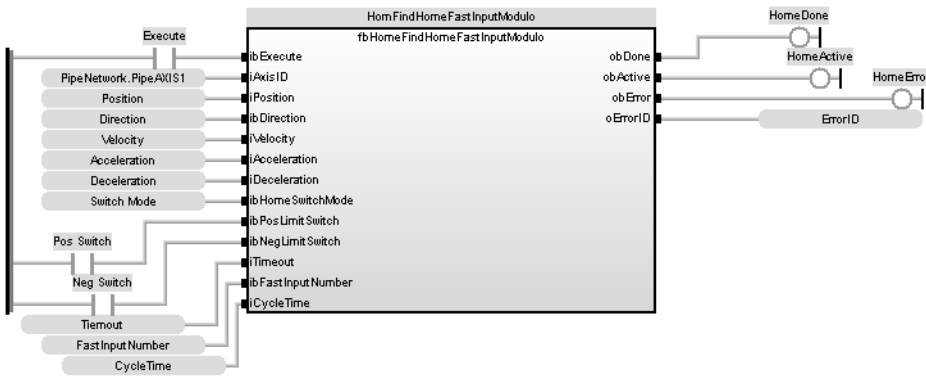 HomFindHomeFastInputModulo
HomeDone
Execute
fbHomeFindHomeFastInputModulo
ibExecute
obDone
HomeActive
PipeNetwork.PipeAXIS1
iAxisID
obActive
HomeErro
Position
iPosition
obError
Direction
ibDirection
oErrorID
ErrorID
Velocity
iVelocity
Acceleration
iAcceleration
Deceleration
iDeceleration
Switch Mode
ibHomeSwitchMode
ibPosLimitSwitch
Pos Switch
ibNegLimitSwitch
iTimeout
Neg Switch
ibFastInputNumber
iCycleTime
Tiemout
FastInputNumber
CycleTime